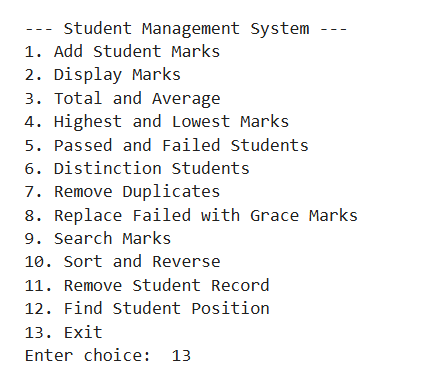 --- Student Management System ---
1. Add Student Marks
2. Display Marks
3. Total and Average
4. Highest and Lowest Marks
5. Passed and Failed Students
6. Distinction Students
7. Remove Duplicates
8. Replace Failed with Grace Marks
9. Search Marks
10. Sort and Reverse
11. Remove Student Record
12. Find Student Position
13. Exit
Enter choice:  13